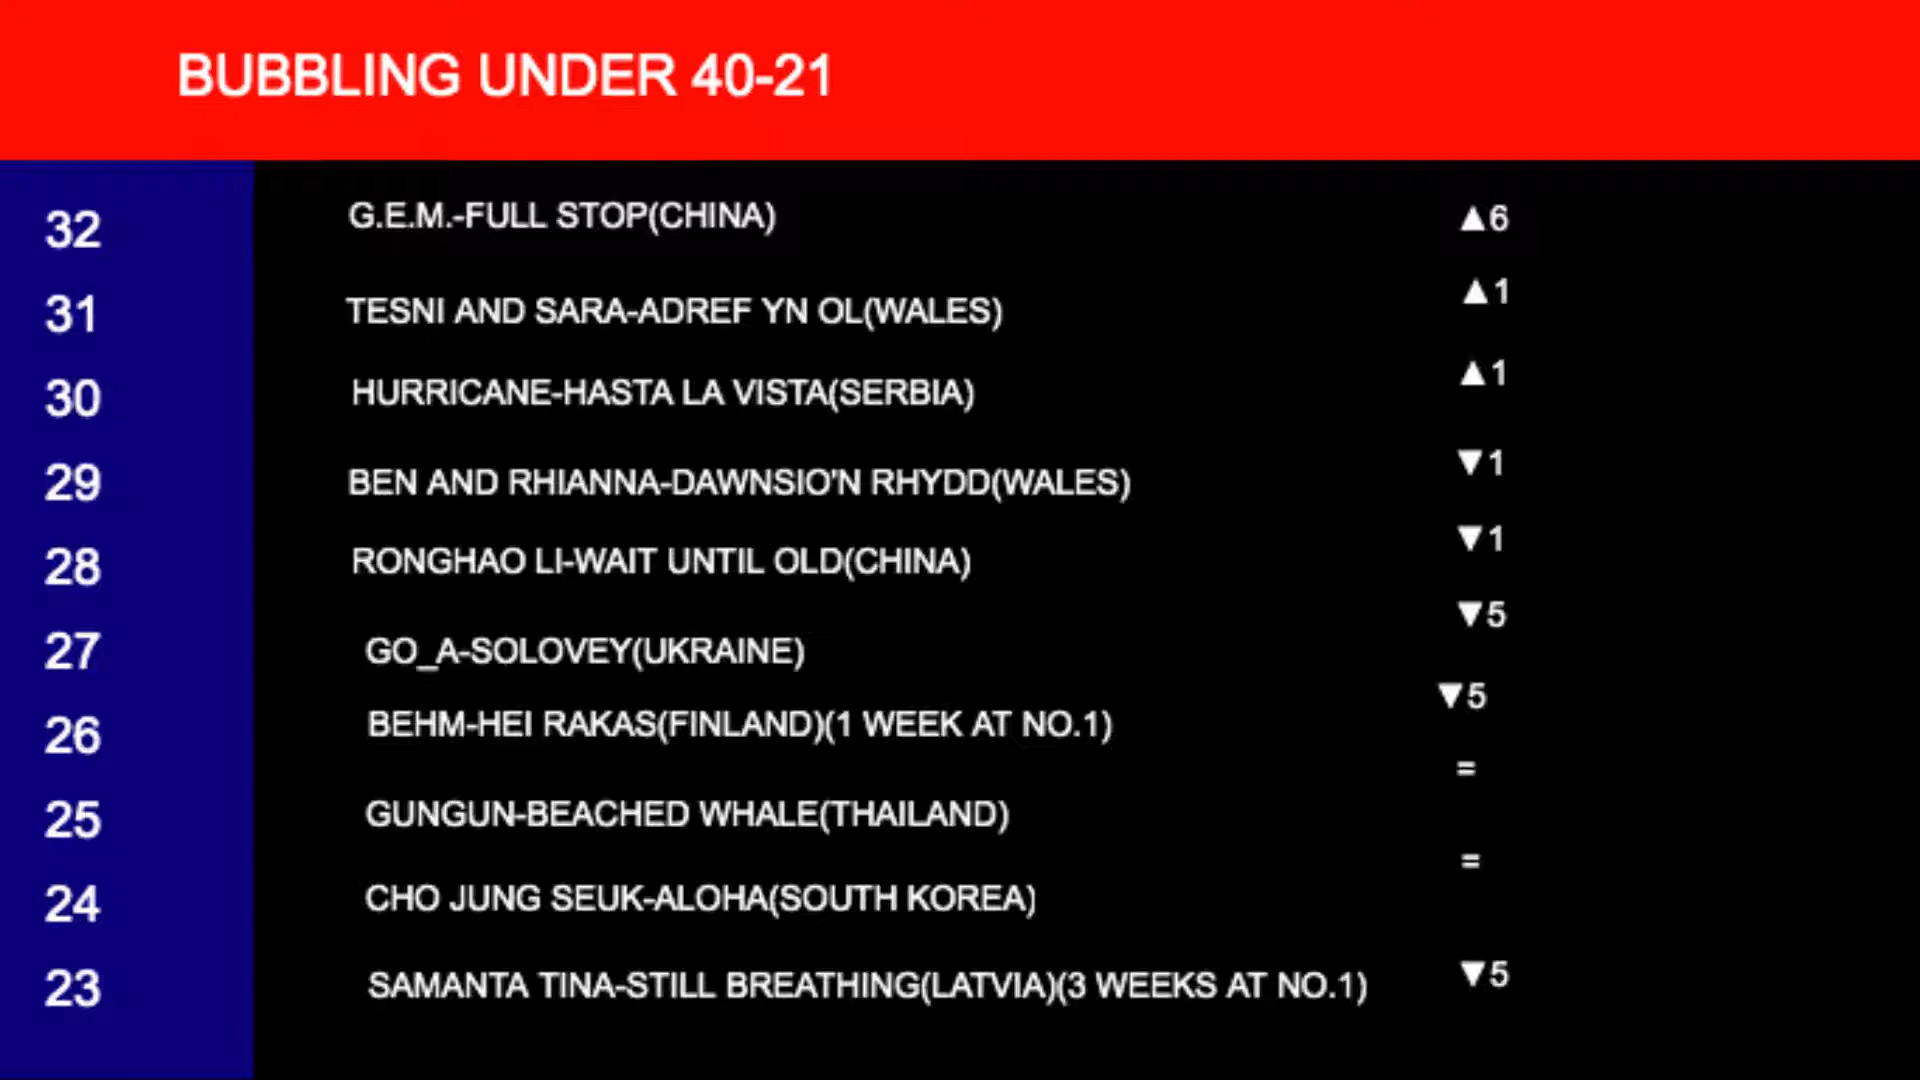 BUBBLING UNDER 40-21
32 G.E.M.-FULL STOP(CHINA) ▲6
31 TESNI AND SARA-ADREF YN OL(WALES) ▲1
30 HURRICANE-HASTA LA VISTA(SERBIA) ▲1
29 BEN AND RHIANNA-DAWNSIO'N RHYDD(WALES) ▼1
28 RONGHAO LI-WAIT UNTIL OLD(CHINA) ▼1
27 GO_A-SOLOVEY(UKRAINE) ▼5
26 BEHM-HEI RAKAS(FINLAND)(1 WEEK AT NO.1) ▼5
25 GUNGUN-BEACHED WHALE(THAILAND) =
24 CHO JUNG SEUK-ALOHA(SOUTH KOREA) =
23 SAMANTA TINA-STILL BREATHING(LATVIA)(3 WEEKS AT NO.1) ▼5